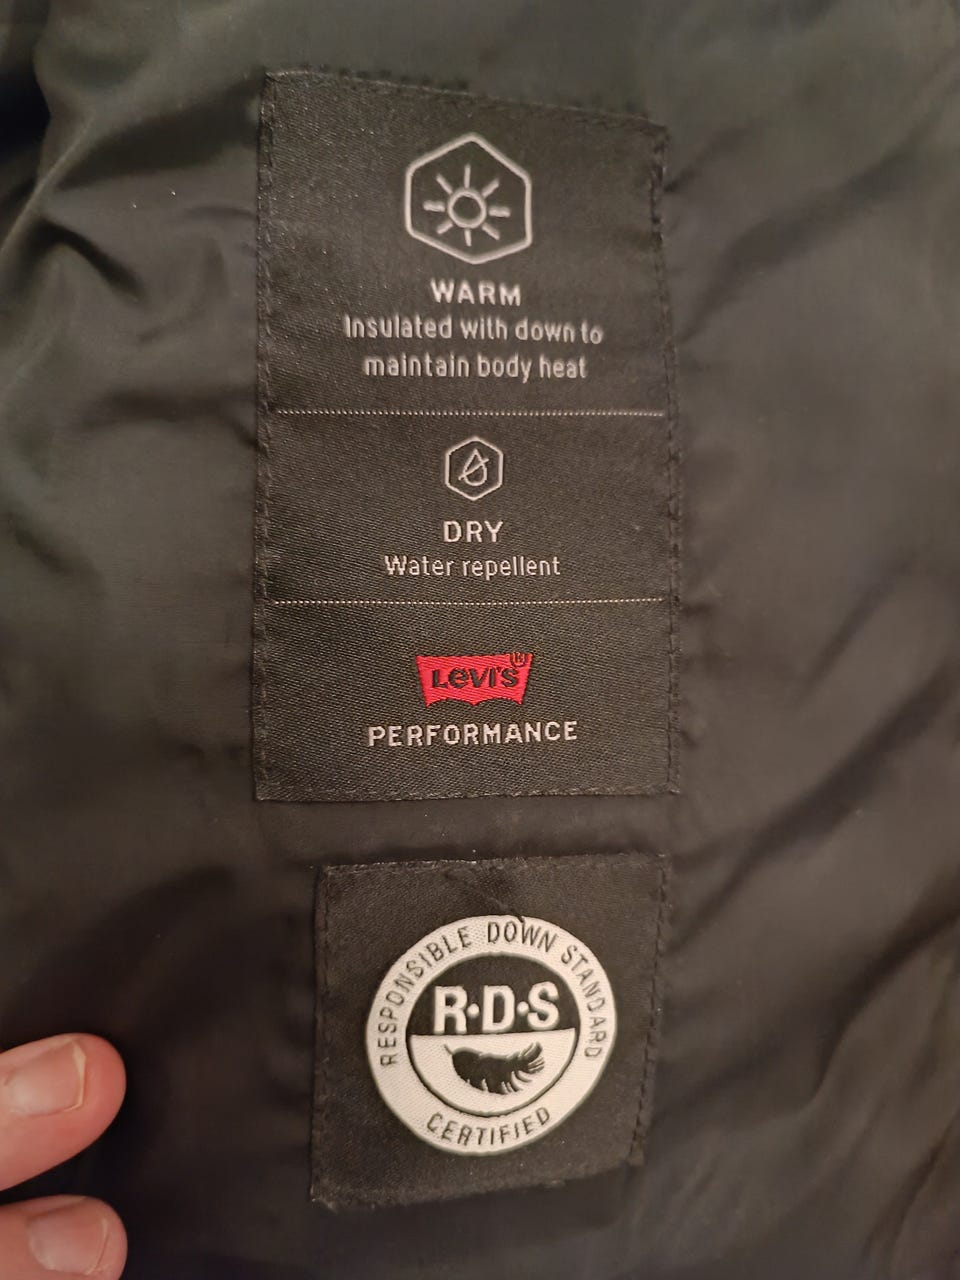 WARM
Insulated with down to
maintain body heat
DRY
Water repellent
Levi's®
PERFORMANCE
RESPONSIBLE DOWN STANDARD
R·D·S
CERTIFIED